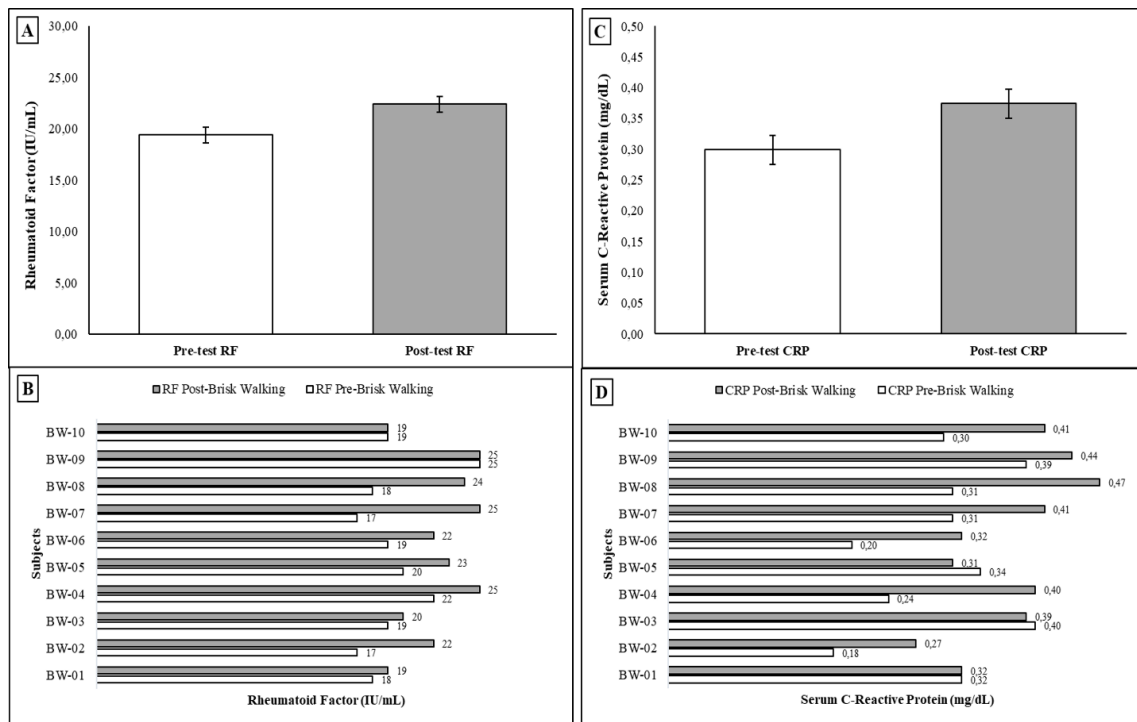 A
Rheumatoid Factor (IU/mL)
30,00
25,00
20,00
15,00
10,00
5,00
0,00
Pre-test RF Post-test RF
C
Serum C-Reactive Protein (mg/dL)
0,50
0,45
0,40
0,35
0,30
0,25
0,20
0,15
0,10
0,05
0,00
Pre-test CRP Post-test CRP
B
RF Post-Brisk Walking RF Pre-Brisk Walking
Subjects
BW-10 19
19
BW-09 25
25
BW-08 24
18
BW-07 25
17
BW-06 22
19
BW-05 23
20
BW-04 25
22
BW-03 20
19
BW-02 22
17
BW-01 19
18
Rheumatoid Factor (IU/mL)
D
CRP Post-Brisk Walking CRP Pre-Brisk Walking
Subjects
BW-10 0,41
0,30
BW-09 0,44
0,39
BW-08 0,47
0,31
BW-07 0,41
0,31
BW-06 0,32
0,20
BW-05 0,31
0,34
BW-04 0,40
0,24
BW-03 0,39
0,40
BW-02 0,27
0,18
BW-01 0,32
0,32
Serum C-Reactive Protein (mg/dL)